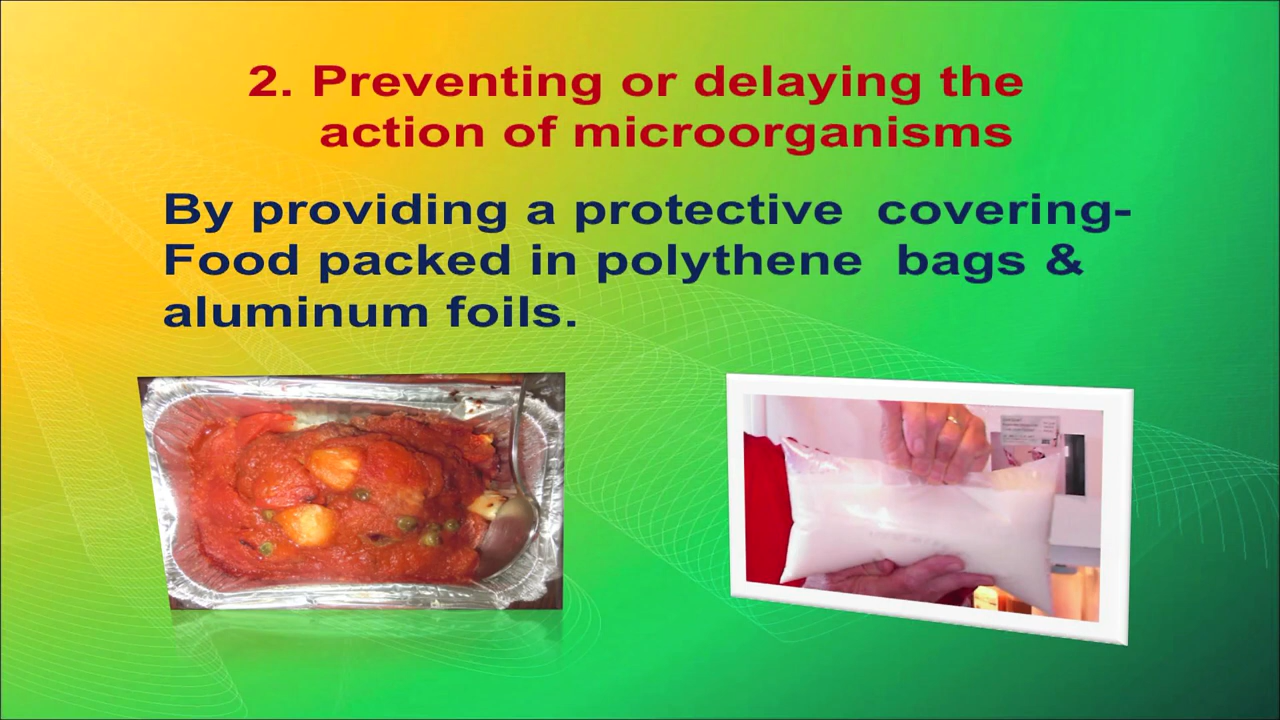 2. Preventing or delaying the
action of microorganisms
By providing a protective covering-
Food packed in polythene bags &
aluminum foils.